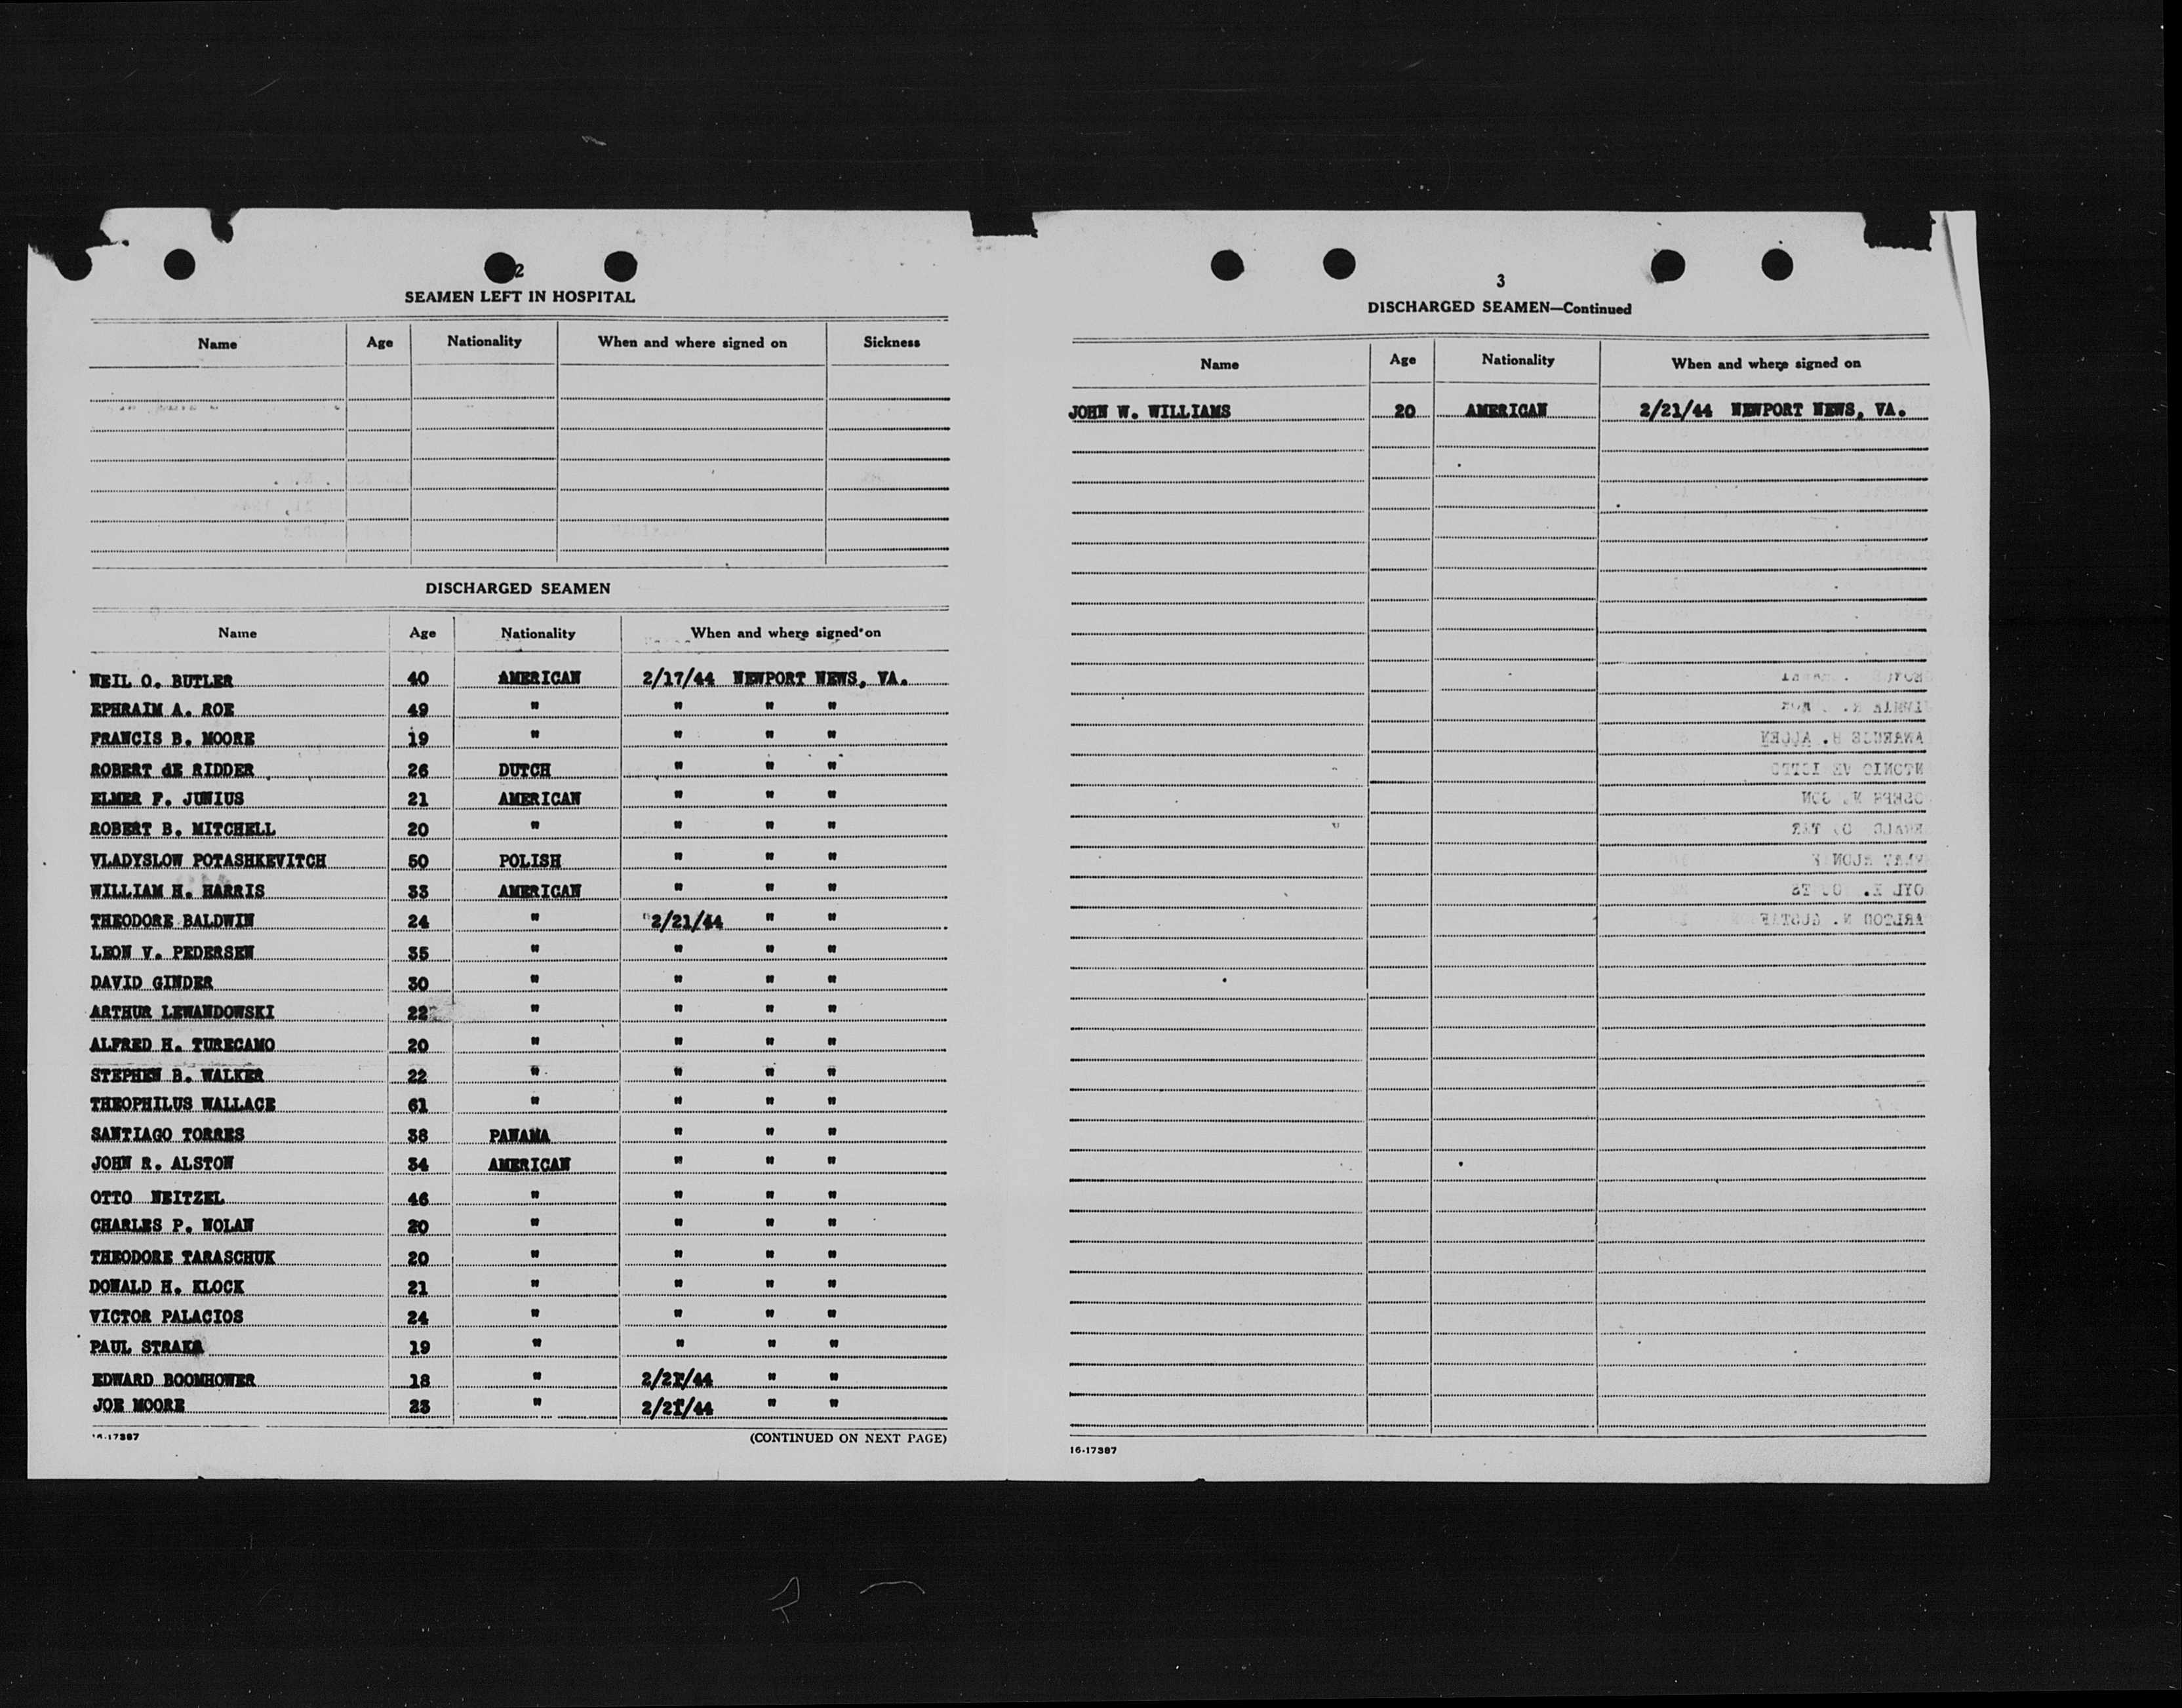 2
SEAMEN LEFT IN HOSPITAL
Name Age Nationality When and where signed on Sickness
DISCHARGED SEAMEN
Name Age Nationality When and where signed on
NEIL O. BUTLER 40 AMERICAN 2/17/44 NEWPORT NEWS, VA.
EPHRAIM A. ROE 49 " " " "
FRANCIS B. MOORE 19 " " " "
ROBERT dE RIDDER 26 DUTCH " " "
ELMER F. JUNIUS 21 AMERICAN " " "
ROBERT B. MITCHELL 20 " " " "
VLADYSLOW POTASHKEVITCH 50 POLISH " " "
WILLIAM H. HARRIS 33 AMERICAN " " "
THEODORE BALDWIN 24 " 2/21/44 " "
LEON V. PEDERSEN 35 " " " "
DAVID GINDER 30 " " " "
ARTHUR LEWANDOWSKI 22 " " " "
ALFRED H. TURECAMO 20 " " " "
STEPHEN B. WALKER 22 " " " "
THEOPHILUS WALLACE 61 " " " "
SANTIAGO TORRES 38 PANAMA " " "
JOHN R. ALSTON 34 AMERICAN " " "
OTTO NEITZEL 46 " " " "
CHARLES P. NOLAN 20 " " " "
THEODORE TARASCHUK 20 " " " "
DONALD H. KLOCK 21 " " " "
VICTOR PALACIOS 24 " " " "
PAUL STRAKA 19 " " " "
EDWARD BOOMHOWER 18 " 2/21/44 " "
JOE MOORE 23 " 2/21/44 " "
16-17387 (CONTINUED ON NEXT PAGE)
3
DISCHARGED SEAMEN—Continued
Name Age Nationality When and where signed on
JOHN W. WILLIAMS 20 AMERICAN 2/21/44 NEWPORT NEWS, VA.
16-17387